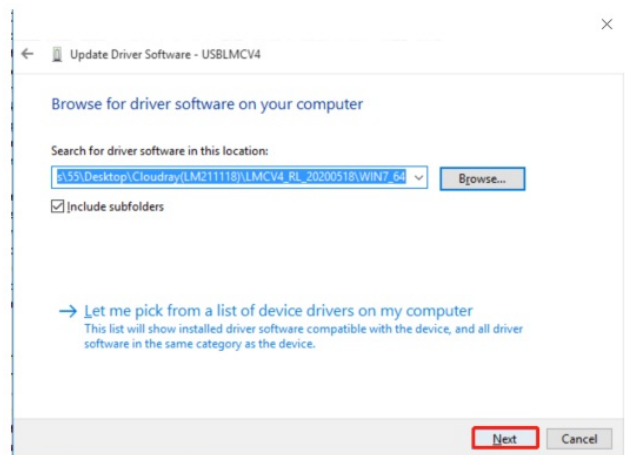 Update Driver Software - USBLMCV4
Browse for driver software on your computer
Search for driver software in this location:
s\55\Desktop\Cloudray(LM211118)\LMCV4_RL_20200518\WIN7_64
Browse...
Include subfolders
Let me pick from a list of device drivers on my computer
This list will show installed driver software compatible with the device, and all driver
software in the same category as the device.
Next
Cancel